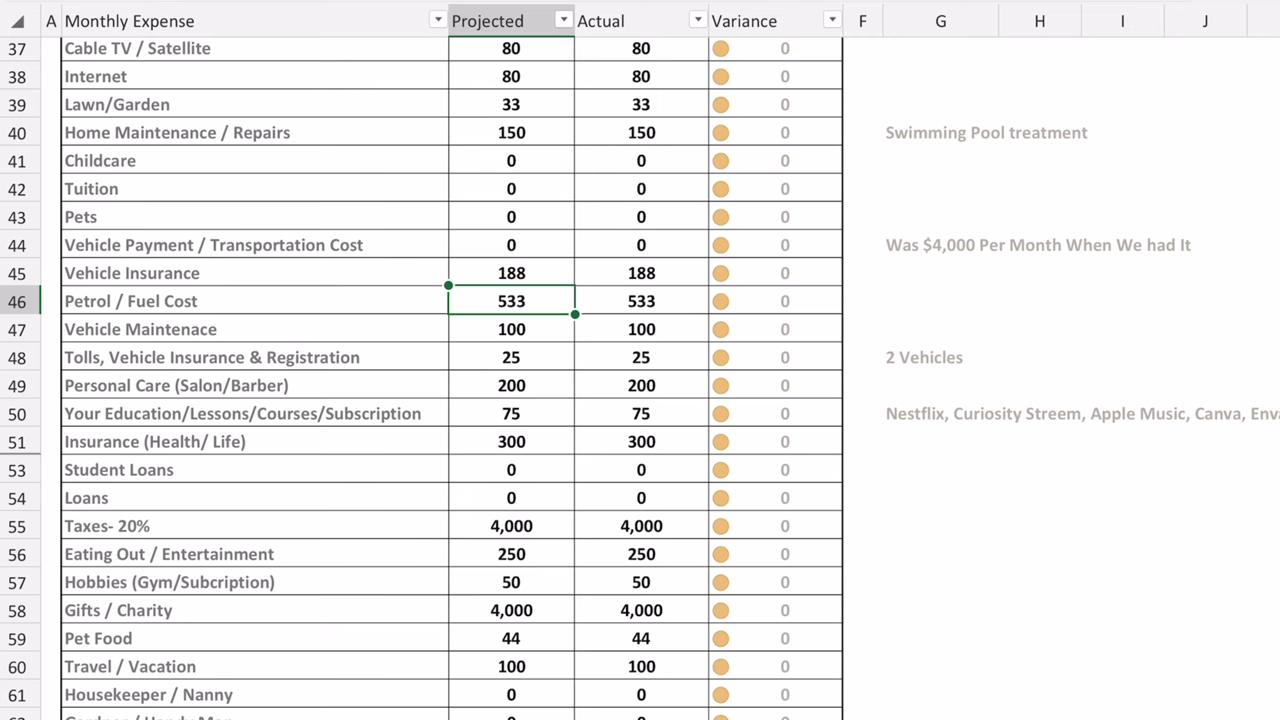 A Monthly Expense Projected Actual Variance F G H I J
37 Cable TV / Satellite 80 80 0
38 Internet 80 80 0
39 Lawn/Garden 33 33 0
40 Home Maintenance / Repairs 150 150 0 Swimming Pool treatment
41 Childcare 0 0 0
42 Tuition 0 0 0
43 Pets 0 0 0
44 Vehicle Payment / Transportation Cost 0 0 0 Was $4,000 Per Month When We had It
45 Vehicle Insurance 188 188 0
46 Petrol / Fuel Cost 533 533 0
47 Vehicle Maintenace 100 100 0
48 Tolls, Vehicle Insurance & Registration 25 25 0 2 Vehicles
49 Personal Care (Salon/Barber) 200 200 0
50 Your Education/Lessons/Courses/Subscription 75 75 0 Nestflix, Curiosity Streem, Apple Music, Canva,
51 Insurance (Health/ Life) 300 300 0
53 Student Loans 0 0 0
54 Loans 0 0 0
55 Taxes- 20% 4,000 4,000 0
56 Eating Out / Entertainment 250 250 0
57 Hobbies (Gym/Subcription) 50 50 0
58 Gifts / Charity 4,000 4,000 0
59 Pet Food 44 44 0
60 Travel / Vacation 100 100 0
61 Housekeeper / Nanny 0 0 0